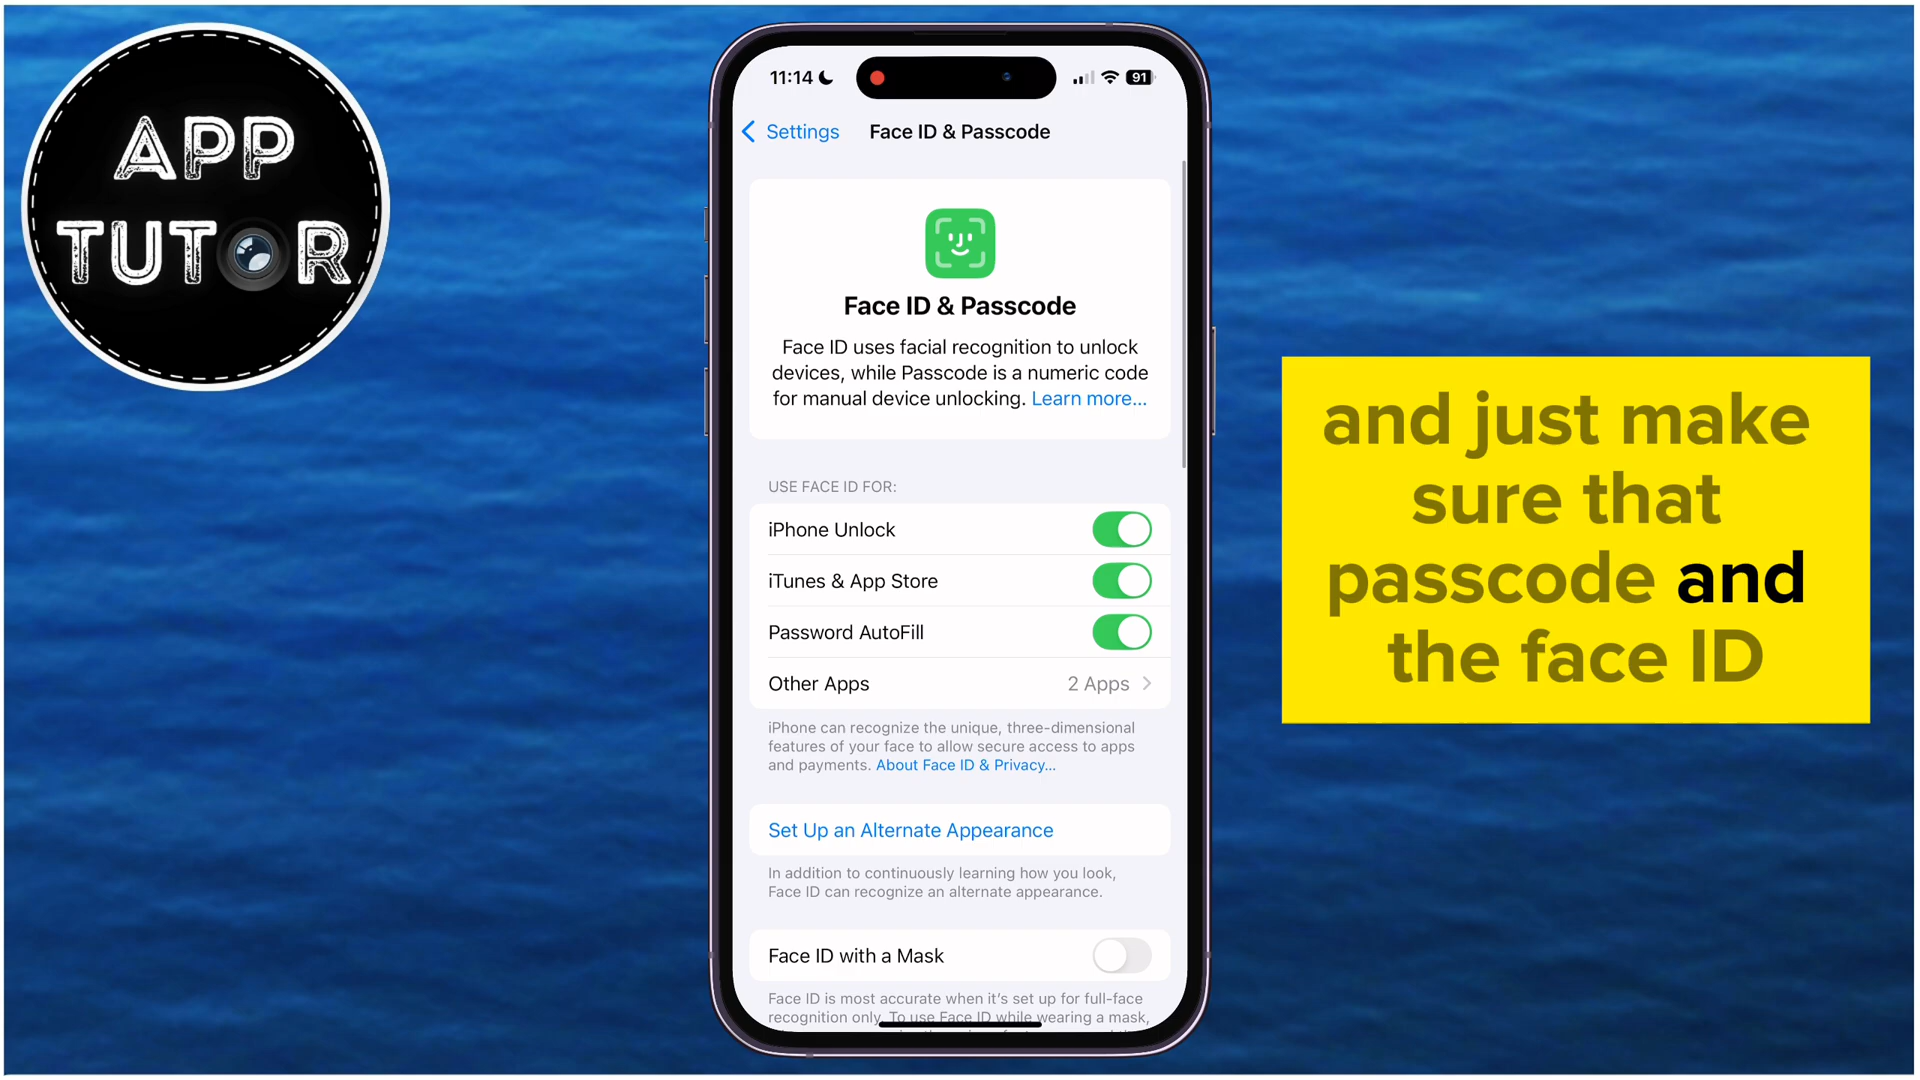 APP
TUTOR
11:14
91
Settings
Face ID & Passcode
Face ID & Passcode
Face ID uses facial recognition to unlock
devices, while Passcode is a numeric code
for manual device unlocking. Learn more...
USE FACE ID FOR:
iPhone Unlock
iTunes & App Store
Password AutoFill
Other Apps
2 Apps
iPhone can recognize the unique, three-dimensional
features of your face to allow secure access to apps
and payments. About Face ID & Privacy...
Set Up an Alternate Appearance
In addition to continuously learning how you look,
Face ID can recognize an alternate appearance.
Face ID with a Mask
Face ID is most accurate when it's set up for full-face
recognition only. To use Face ID while wearing a mask,
and just make
sure that
passcode and
the face ID